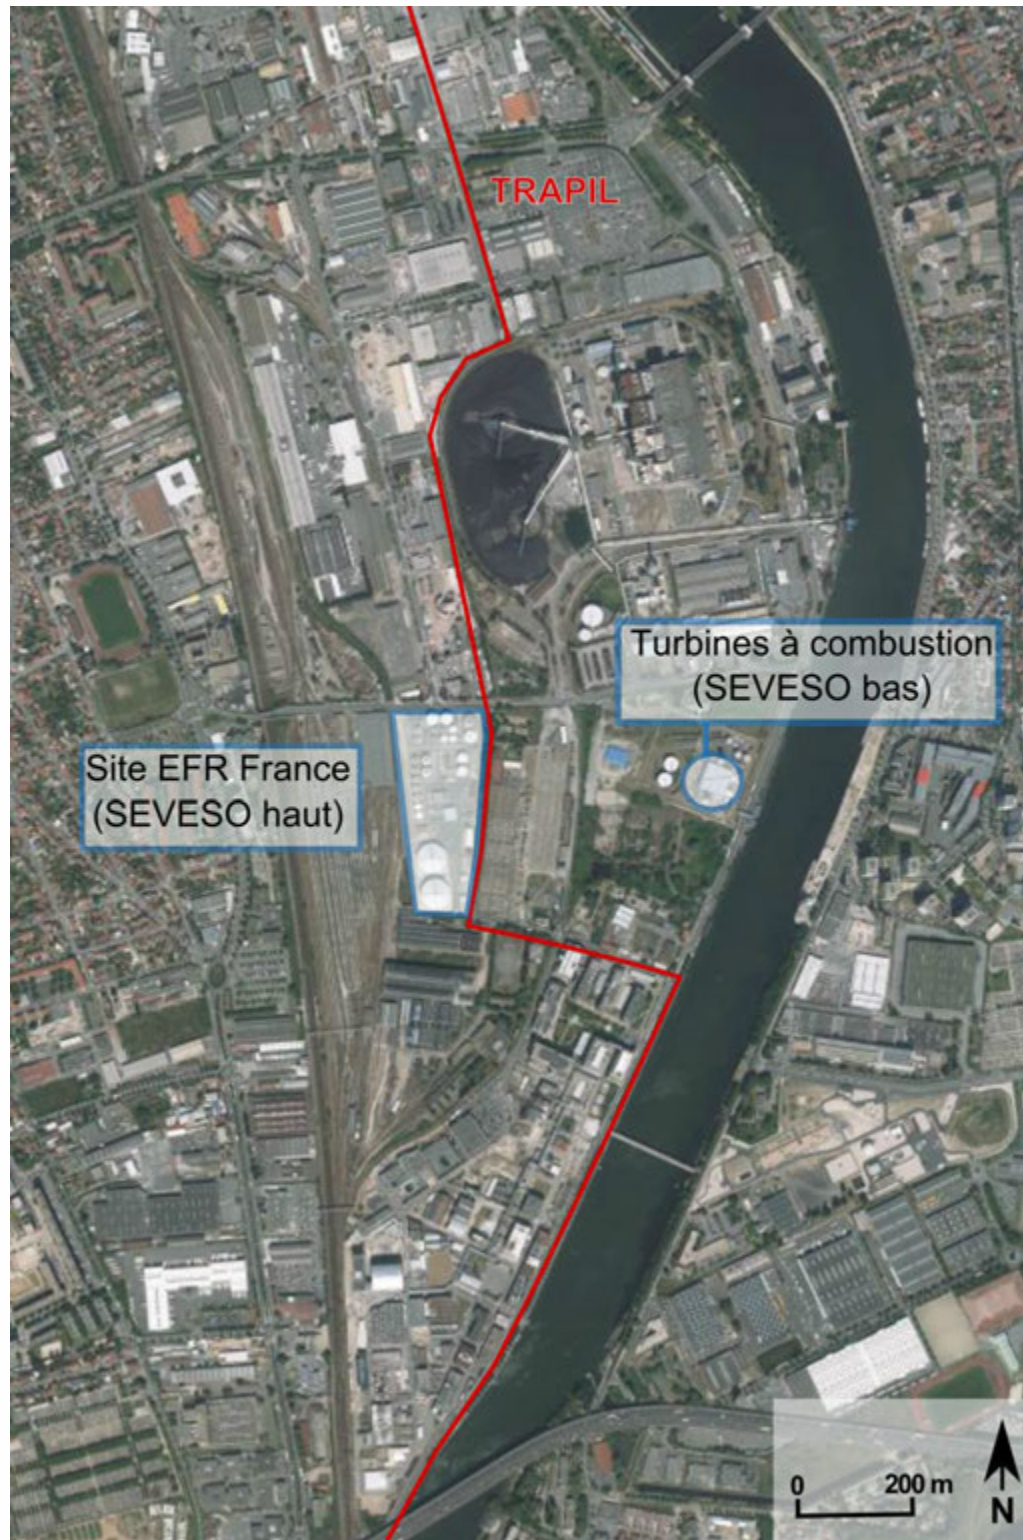 TRAPIL
Turbines à combustion
(SEVESO bas)
Site EFR France
(SEVESO haut)
0 200 m
N